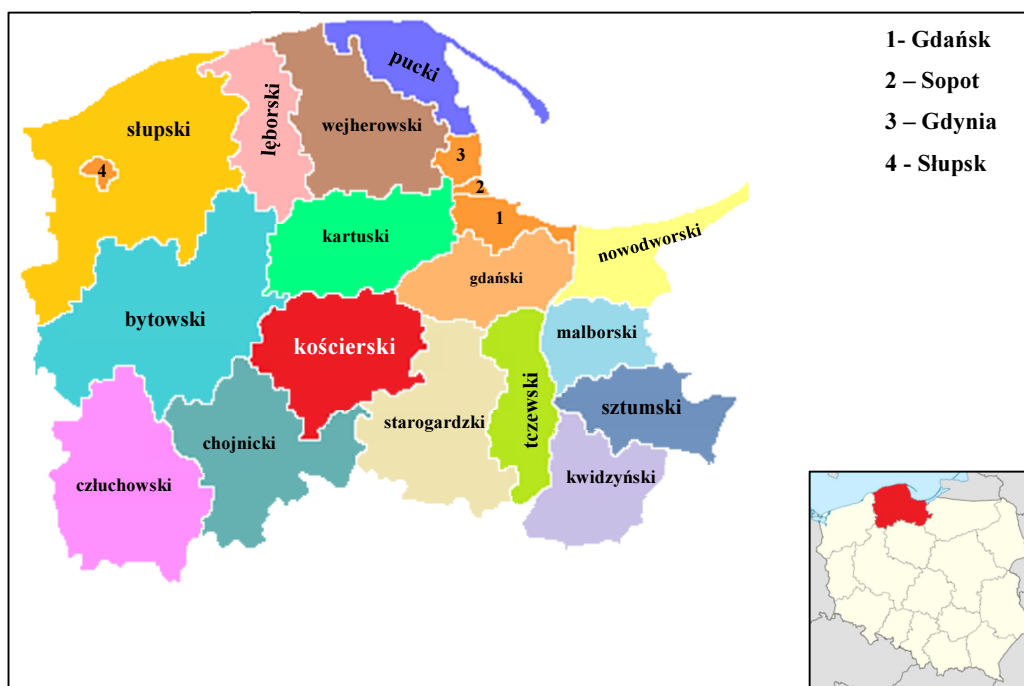 1- Gdańsk
2 – Sopot
3 – Gdynia
4 - Słupsk
pucki
słupski
lęborski
wejherowski
3
4
2
1
kartuski
nowodworski
gdański
bytowski
kościerski
malborski
sztumski
starogardzki
tczewski
chojnicki
człuchowski
kwidzyński